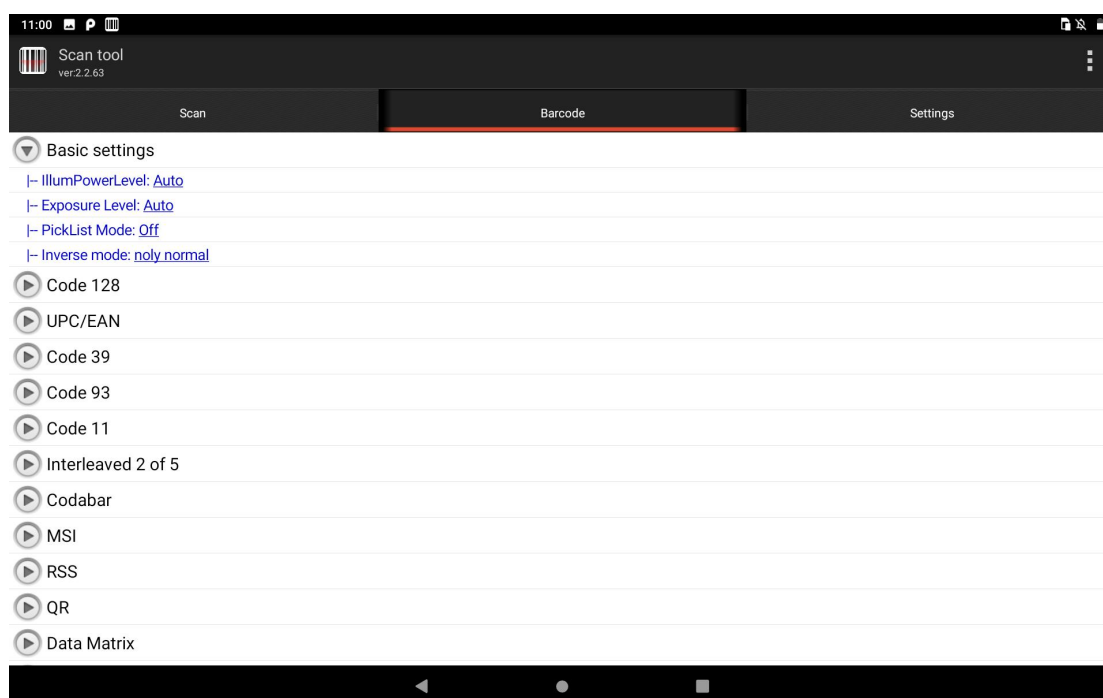 11:00
Scan tool
ver:2.2.63
Scan Barcode Settings
Basic settings
|-- IllumPowerLevel: Auto
|-- Exposure Level: Auto
|-- PickList Mode: Off
|-- Inverse mode: noly normal
Code 128
UPC/EAN
Code 39
Code 93
Code 11
Interleaved 2 of 5
Codabar
MSI
RSS
QR
Data Matrix